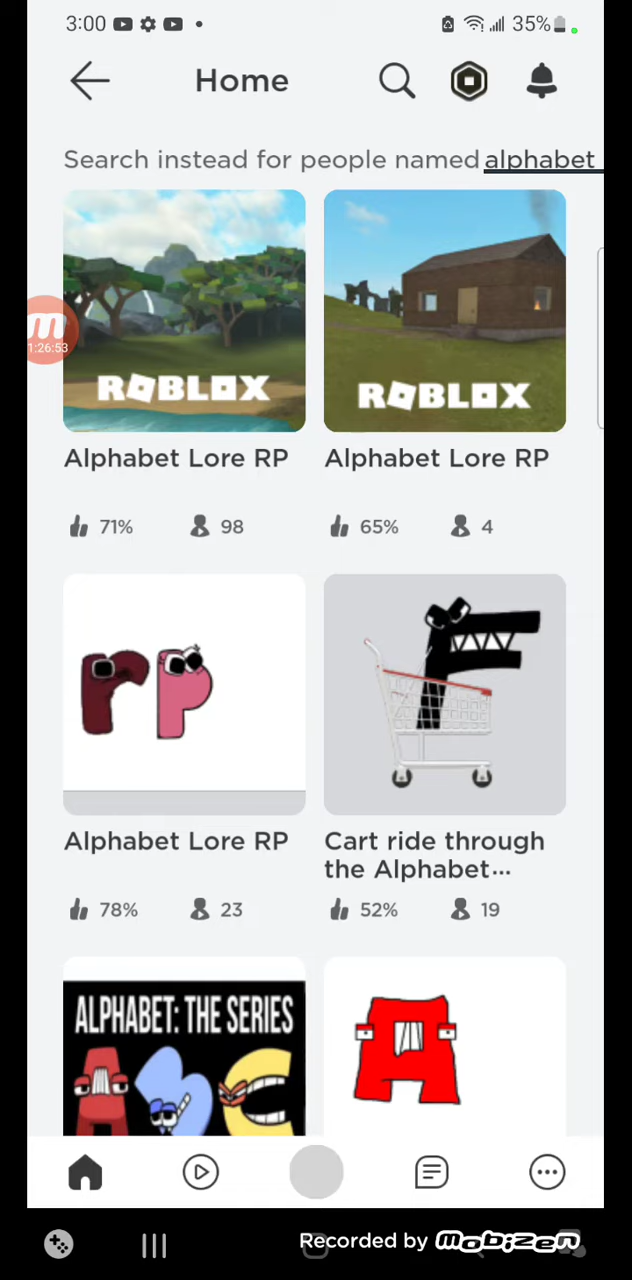 3:00
35%
Home
Search instead for people named alphabet
ROBLOX
ROBLOX
m
1:26:53
Alphabet Lore RP
Alphabet Lore RP
71%
98
65%
4
rp
F
Alphabet Lore RP
Cart ride through
the Alphabet...
78%
23
52%
19
ALPHABET: THE SERIES
A b C
A
Recorded by mobizen